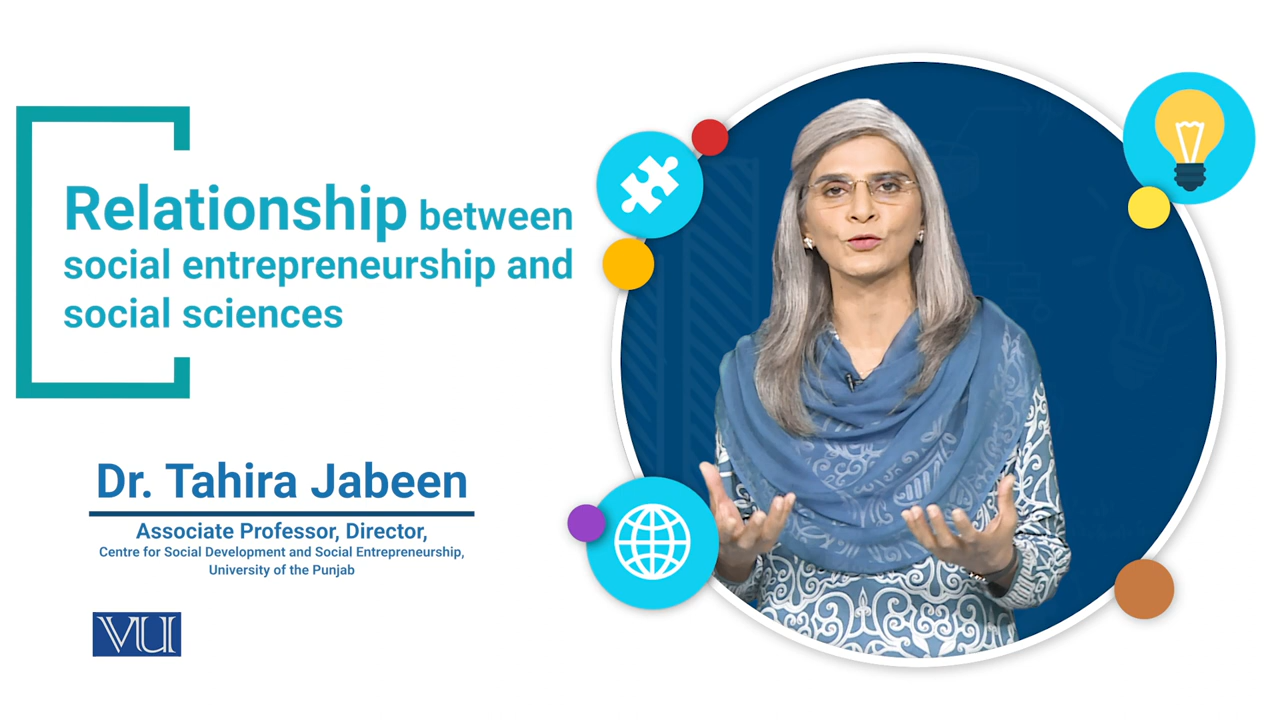 Relationship between
social entrepreneurship and
social sciences
Dr. Tahira Jabeen
Associate Professor, Director,
Centre for Social Development and Social Entrepreneurship,
University of the Punjab
VU